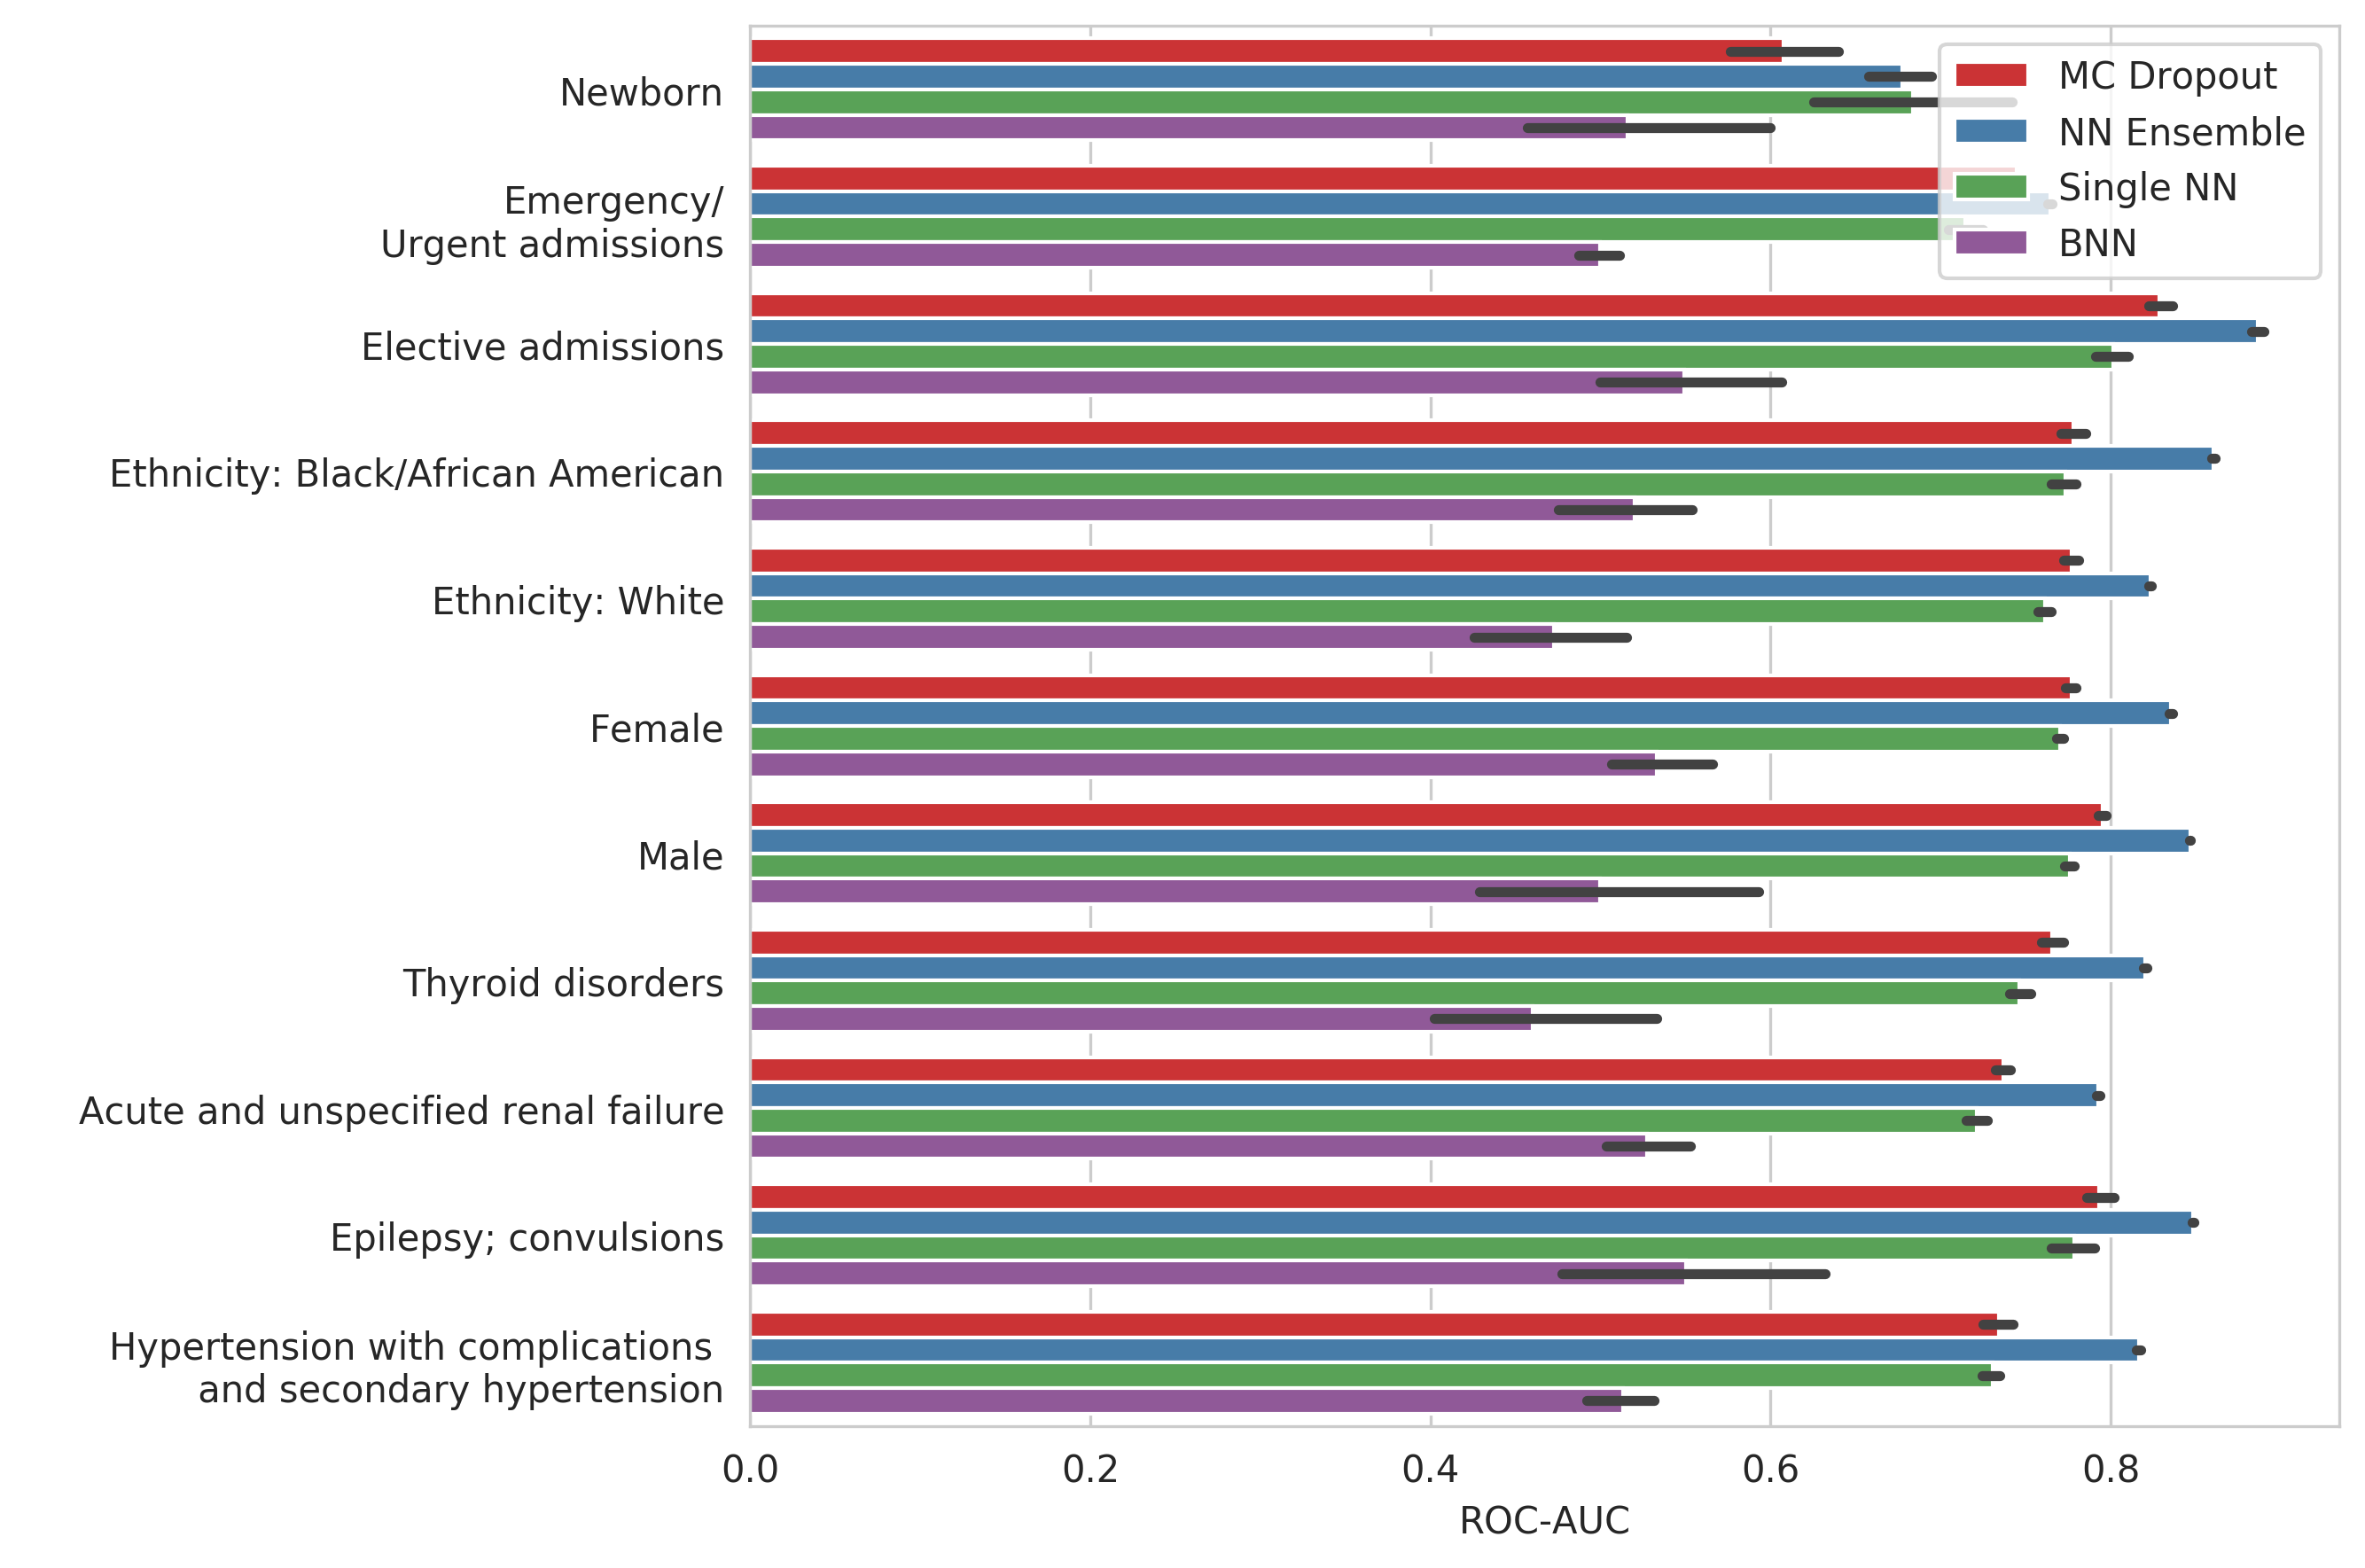 Newborn
Emergency/
Urgent admissions
Elective admissions
Ethnicity: Black/African American
Ethnicity: White
Female
Male
Thyroid disorders
Acute and unspecified renal failure
Epilepsy; convulsions
Hypertension with complications
and secondary hypertension
MC Dropout
NN Ensemble
Single NN
BNN
0.0 0.2 0.4 0.6 0.8
ROC-AUC